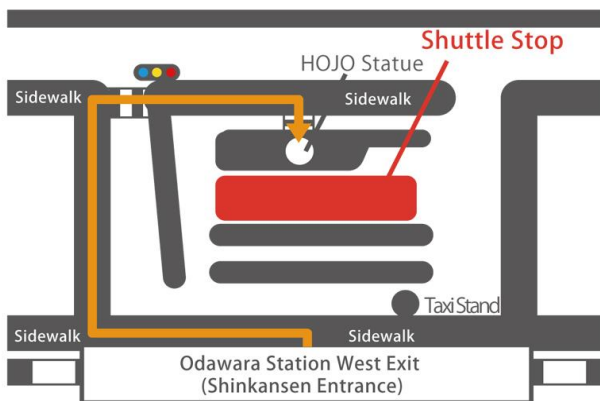 Shuttle Stop
HOJO Statue
Sidewalk
Sidewalk
Taxi Stand
Sidewalk
Sidewalk
Odawara Station West Exit
(Shinkansen Entrance)